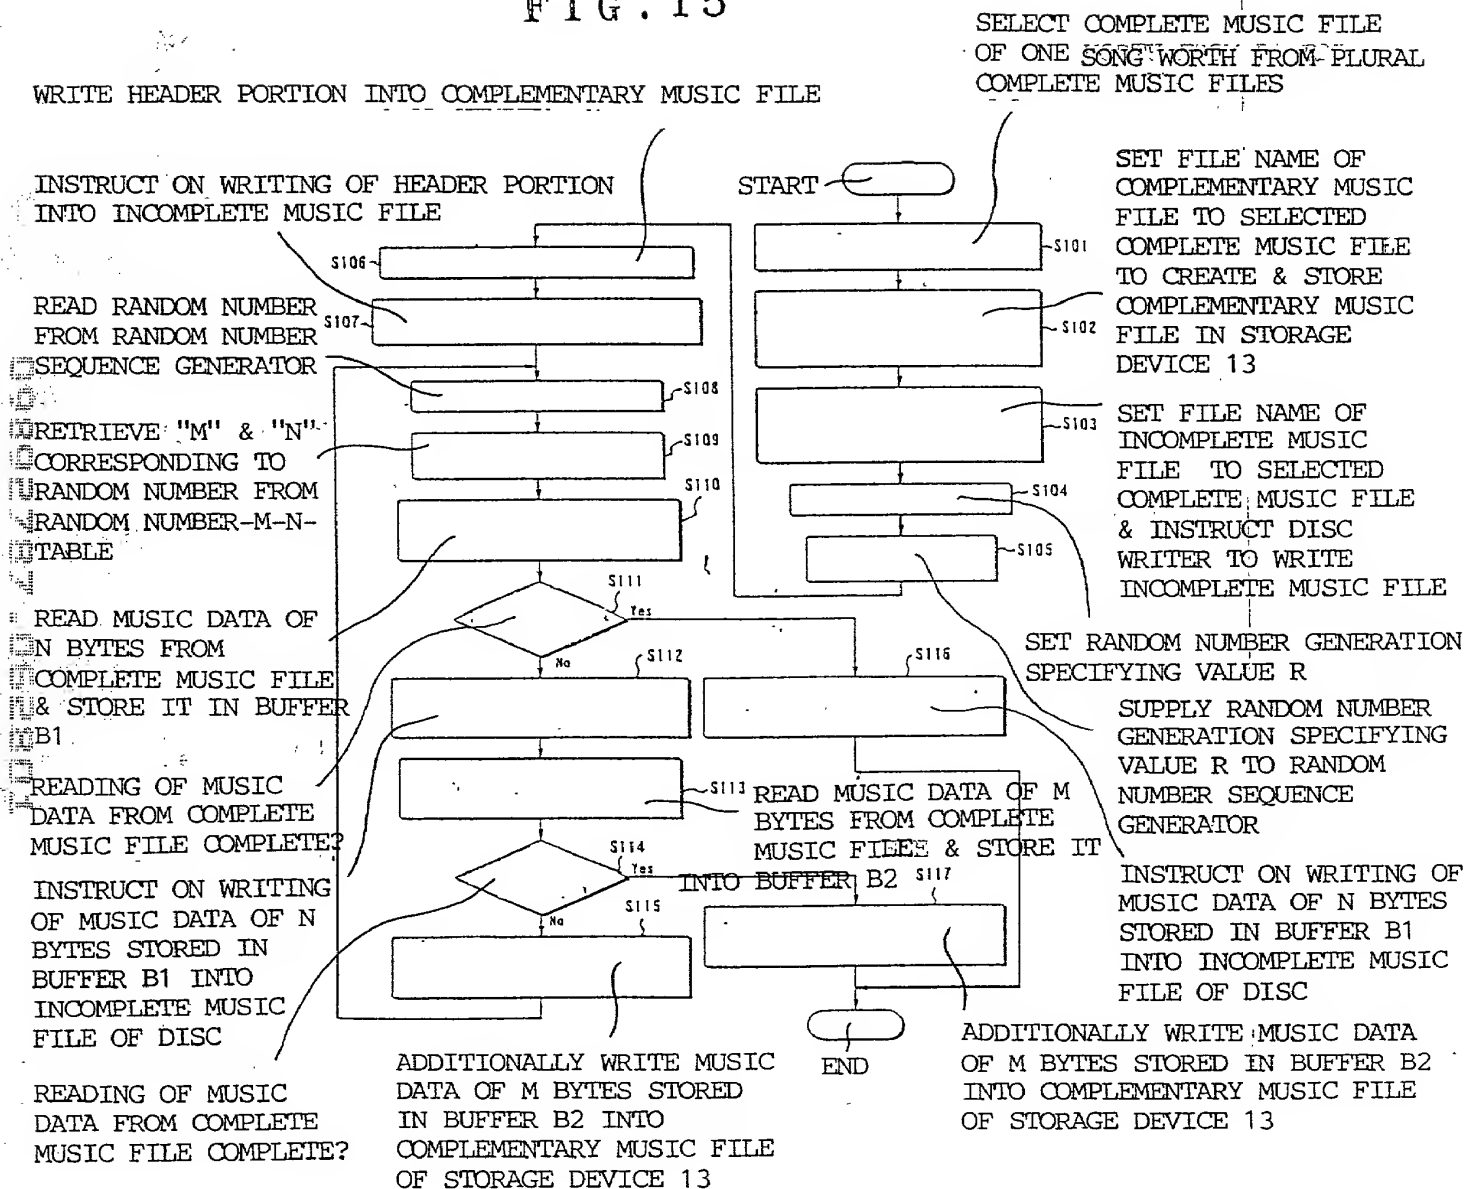 FIG. 15
SELECT COMPLETE MUSIC FILE
OF ONE SONG WORTH FROM PLURAL
COMPLETE MUSIC FILES
WRITE HEADER PORTION INTO COMPLEMENTARY MUSIC FILE
INSTRUCT ON WRITING OF HEADER PORTION
INTO INCOMPLETE MUSIC FILE
START
SET FILE NAME OF
COMPLEMENTARY MUSIC
FILE TO SELECTED
COMPLETE MUSIC FILE
TO CREATE & STORE
COMPLEMENTARY MUSIC
FILE IN STORAGE
DEVICE 13
S101
S102
S103
S104
S105
S106
S107
S108
S109
S110
READ RANDOM NUMBER
FROM RANDOM NUMBER
SEQUENCE GENERATOR
RETRIEVE "M" & "N"
CORRESPONDING TO
RANDOM NUMBER FROM
RANDOM NUMBER-M-N-
TABLE
SET FILE NAME OF
INCOMPLETE MUSIC
FILE TO SELECTED
COMPLETE MUSIC FILE
& INSTRUCT DISC
WRITER TO WRITE
INCOMPLETE MUSIC FILE
READ MUSIC DATA OF
N BYTES FROM
COMPLETE MUSIC FILE
& STORE IT IN BUFFER
B1
S111
Yes
No
S112
S116
SET RANDOM NUMBER GENERATION
SPECIFYING VALUE R
SUPPLY RANDOM NUMBER
GENERATION SPECIFYING
VALUE R TO RANDOM
NUMBER SEQUENCE
GENERATOR
READING OF MUSIC
DATA FROM COMPLETE
MUSIC FILE COMPLETE?
S113
READ MUSIC DATA OF M
BYTES FROM COMPLETE
MUSIC FILES & STORE IT
INTO BUFFER B2
S114
Yes
No
S115
S117
INSTRUCT ON WRITING
OF MUSIC DATA OF N
BYTES STORED IN
BUFFER B1 INTO
INCOMPLETE MUSIC
FILE OF DISC
INSTRUCT ON WRITING OF
MUSIC DATA OF N BYTES
STORED IN BUFFER B1
INTO INCOMPLETE MUSIC
FILE OF DISC
END
READING OF MUSIC
DATA FROM COMPLETE
MUSIC FILE COMPLETE?
ADDITIONALLY WRITE MUSIC
DATA OF M BYTES STORED
IN BUFFER B2 INTO
COMPLEMENTARY MUSIC FILE
OF STORAGE DEVICE 13
ADDITIONALLY WRITE MUSIC DATA
OF M BYTES STORED IN BUFFER B2
INTO COMPLEMENTARY MUSIC FILE
OF STORAGE DEVICE 13